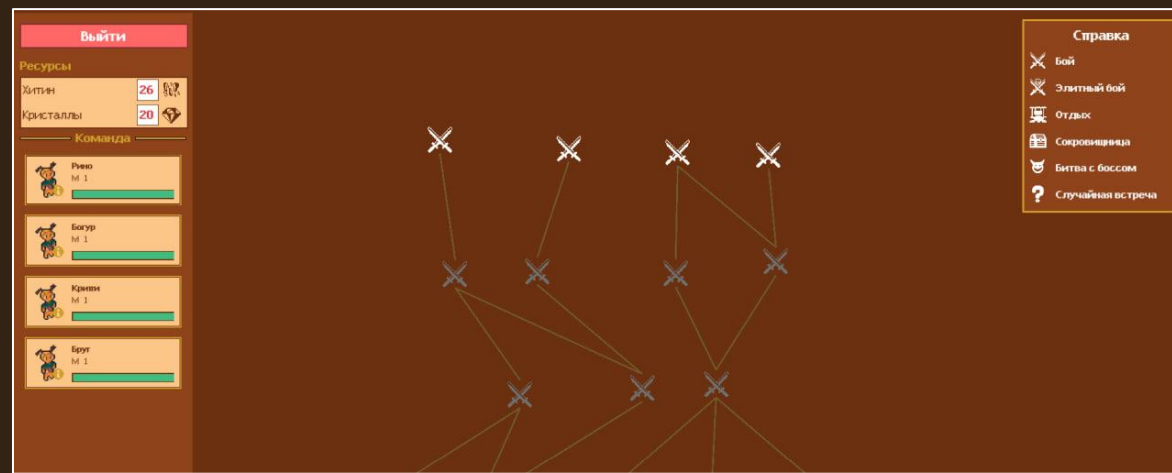 Выйти
Ресурсы
Хитин 26
Кристаллы 20
Команда
Рино
М 1
Богур
М 1
Крипи
М 1
Бруг
М 1
Справка
Бой
Элитный бой
Отдых
Сокровищница
Битва с боссом
? Случайная встреча